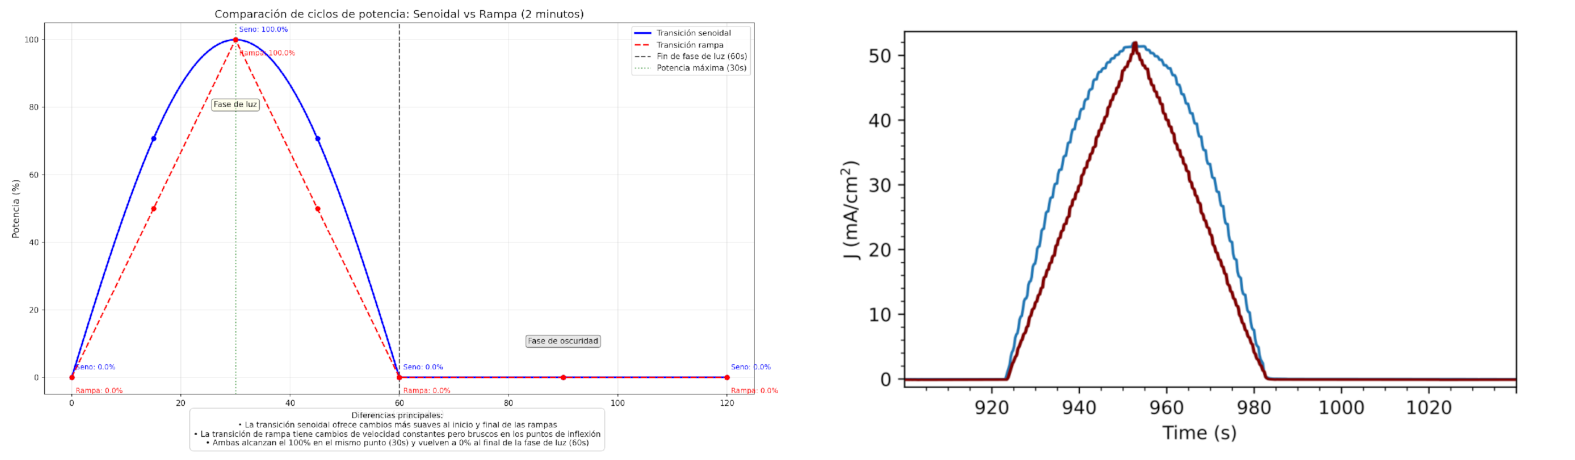 Comparación de ciclos de potencia: Senoidal vs Rampa (2 minutos)
Seno: 100.0%
Rampa: 100.0%
Transición senoidal
Transición rampa
Fin de fase de luz (60s)
Potencia máxima (30s)
Fase de luz
Fase de oscuridad
Seno: 0.0%
Rampa: 0.0%
Seno: 0.0%
Rampa: 0.0%
Seno: 0.0%
Rampa: 0.0%
Potencia (%)
100
80
60
40
20
0
0
20
40
60
80
100
120
Diferencias principales:
• La transición senoidal ofrece cambios más suaves al inicio y final de las rampas
• La transición de rampa tiene cambios de velocidad constantes pero bruscos en los puntos de inflexión
• Ambas alcanzan el 100% en el mismo punto (30s) y vuelven a 0% al final de la fase de luz (60s)
J (mA/cm²)
50
40
30
20
10
0
920
940
960
980
1000
1020
1040
Time (s)